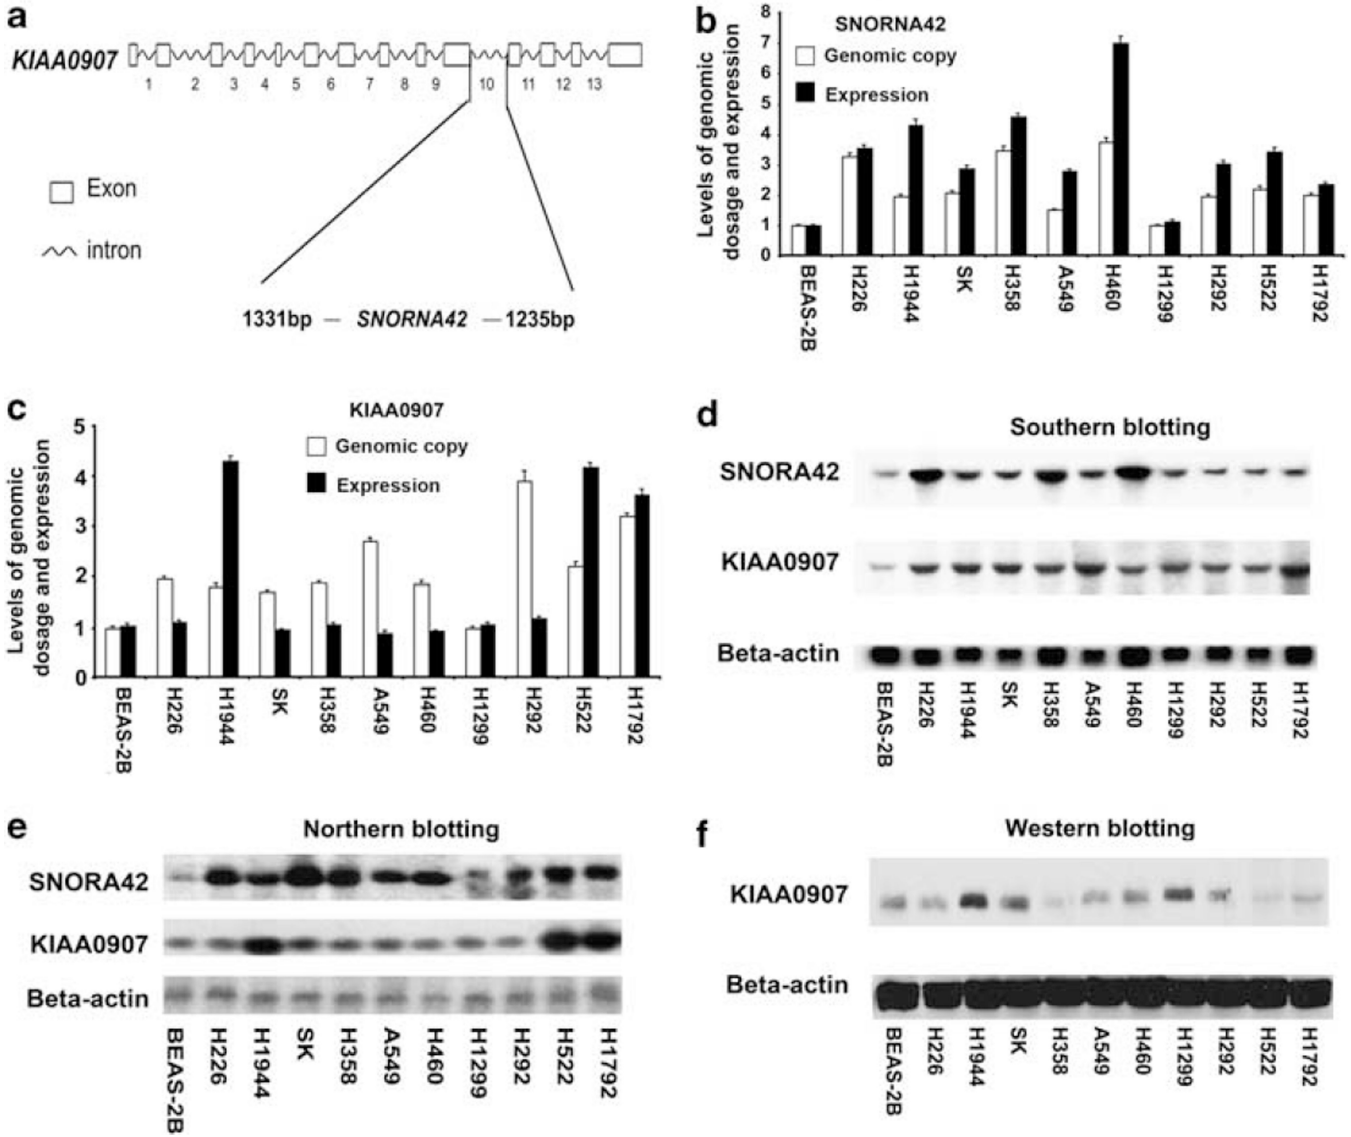 a
KIAA0907
1 2 3 4 5 6 7 8 9 10 11 12 13
Exon
intron
1331bp — SNORNA42 — 1235bp
b
SNORNA42
Genomic copy
Expression
Levels of genomic
dosage and expression
8
7
6
5
4
3
2
1
0
BEAS-2B
H226
H1944
SK
H358
A549
H460
H1299
H292
H522
H1792
c
KIAA0907
Genomic copy
Expression
Levels of genomic
dosage and expression
5
4
3
2
1
0
BEAS-2B
H226
H1944
SK
H358
A549
H460
H1299
H292
H522
H1792
d
Southern blotting
SNORA42
KIAA0907
Beta-actin
BEAS-2B
H226
H1944
SK
H358
A549
H460
H1299
H292
H522
H1792
e
Northern blotting
SNORA42
KIAA0907
Beta-actin
BEAS-2B
H226
H1944
SK
H358
A549
H460
H1299
H292
H522
H1792
f
Western blotting
KIAA0907
Beta-actin
BEAS-2B
H226
H1944
SK
H358
A549
H460
H1299
H292
H522
H1792